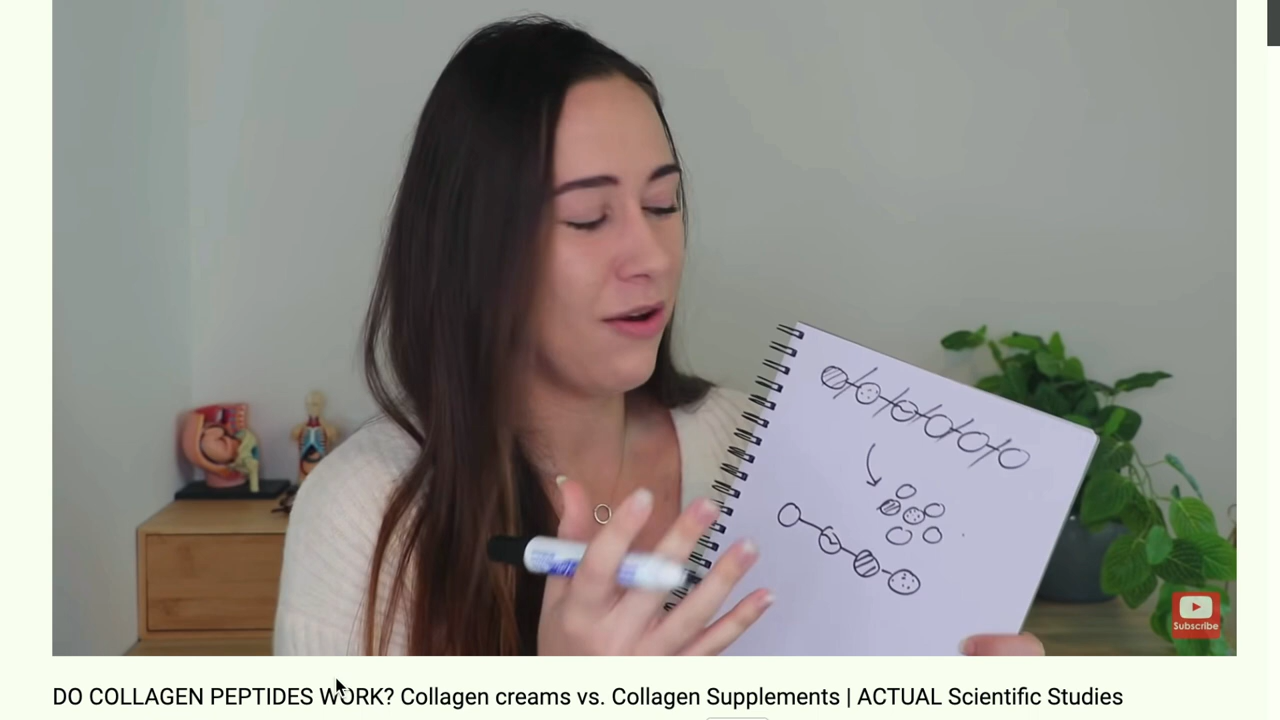 Subscribe
DO COLLAGEN PEPTIDES WORK? Collagen creams vs. Collagen Supplements | ACTUAL Scientific Studies